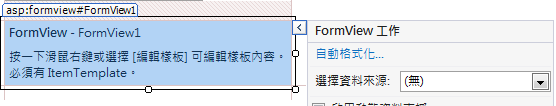 asp:formview#FormView1
FormView - FormView1
按一下滑鼠右鍵或選擇 [編輯樣板] 可編輯樣板內容。
必須有 ItemTemplate。
FormView 工作
自動格式化...
選擇資料來源: (無)